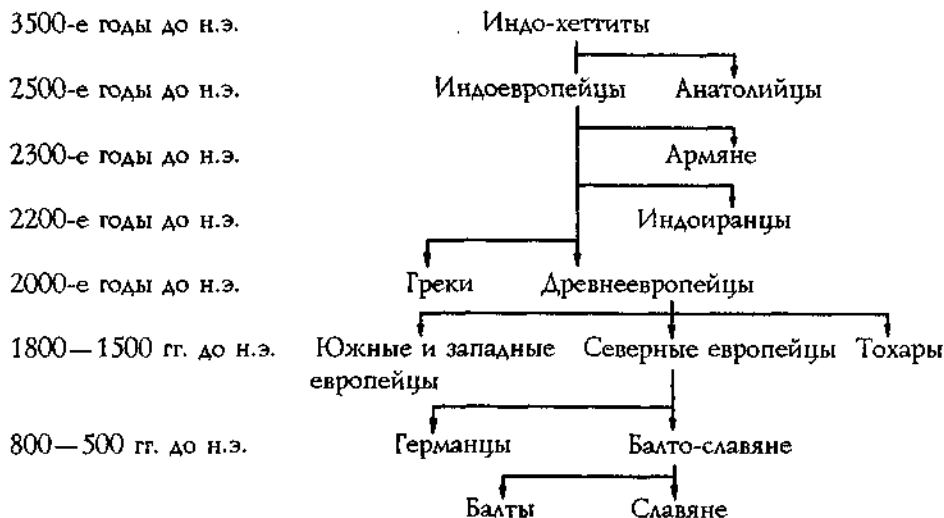 3500-е годы до н.э. Индо-хеттиты
2500-е годы до н.э. Индоевропейцы Анатолийцы
2300-е годы до н.э. Армяне
2200-е годы до н.э. Индоиранцы
2000-е годы до н.э. Греки Древнеевропейцы
1800—1500 гг. до н.э. Южные и западные европейцы Северные европейцы Тохары
800—500 гг. до н.э. Германцы Балто-славяне
Балты Славяне